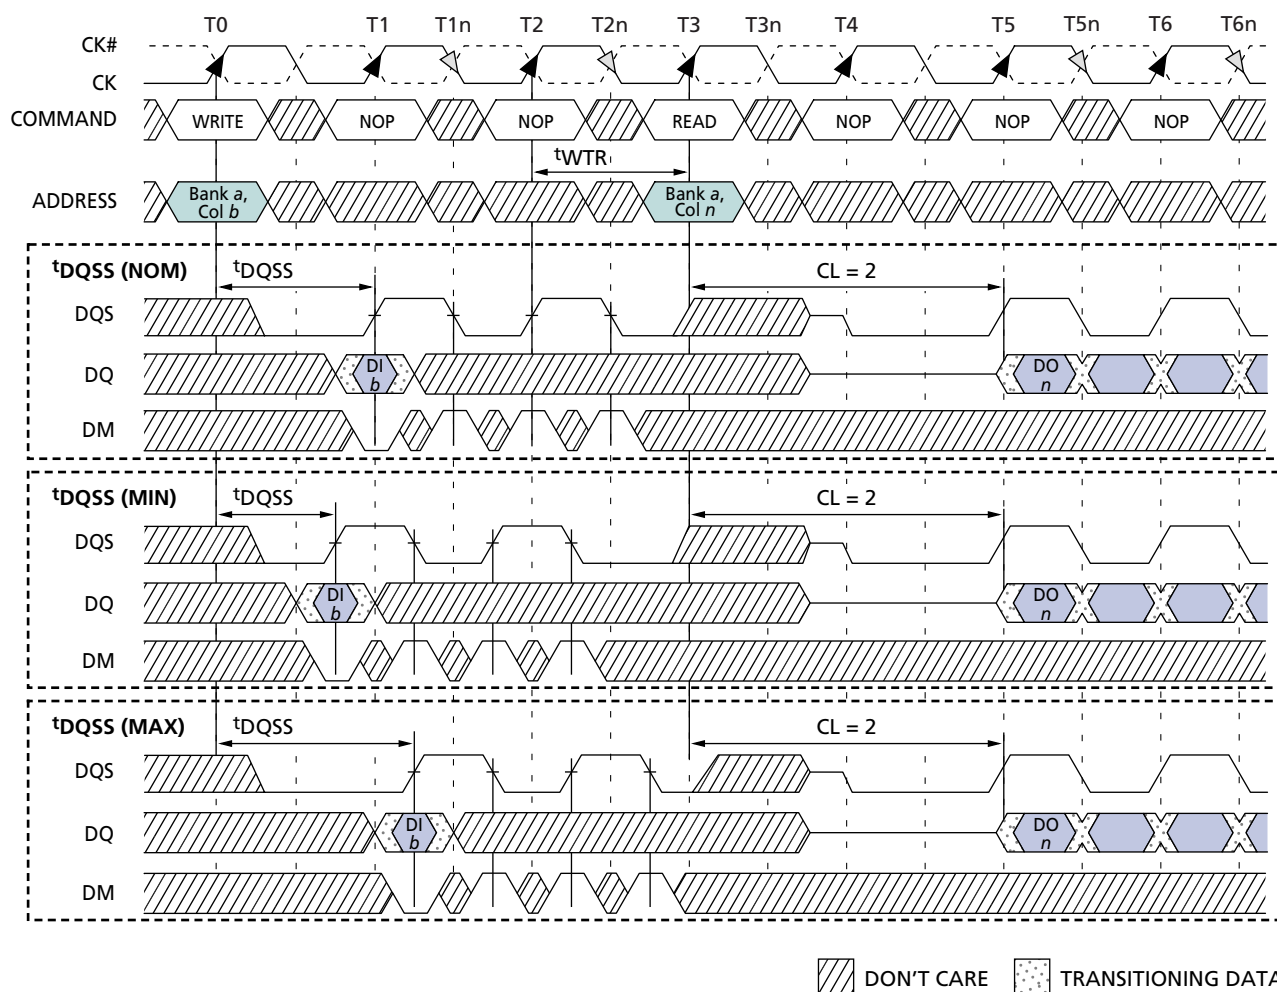 T0 T1 T1n T2 T2n T3 T3n T4 T5 T5n T6 T6n
CK#
CK
COMMAND WRITE NOP NOP READ NOP NOP NOP
tWTR
ADDRESS Bank a, Col b Bank a, Col n
tDQSS (NOM) tDQSS CL = 2
DQS
DQ DI b DO n
DM
tDQSS (MIN) tDQSS CL = 2
DQS
DQ DI b DO n
DM
tDQSS (MAX) tDQSS CL = 2
DQS
DQ DI b DO n
DM
DON'T CARE TRANSITIONING DATA